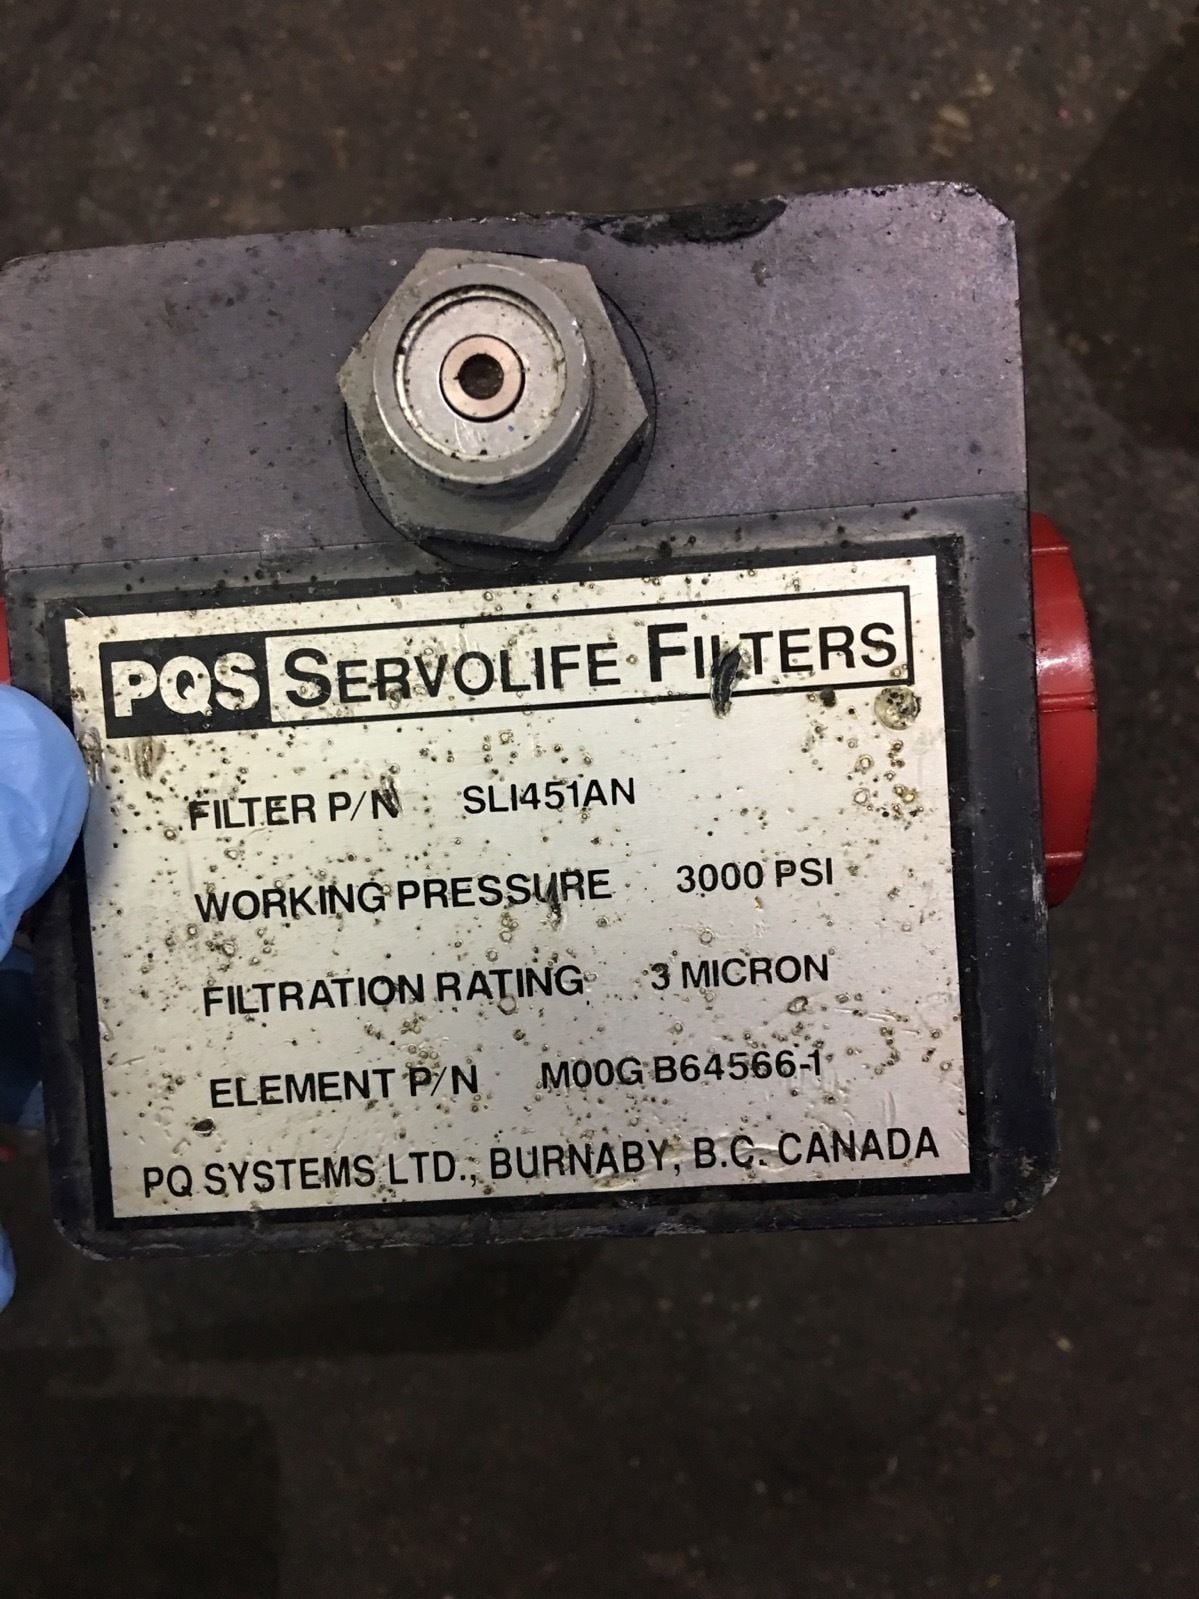 PQS SERVOLIFE FILTERS
FILTER P/N SLI451AN
WORKING PRESSURE 3000 PSI
FILTRATION RATING 3 MICRON
ELEMENT P/N M00G B64566-1
PQ SYSTEMS LTD., BURNABY, B.C. CANADA